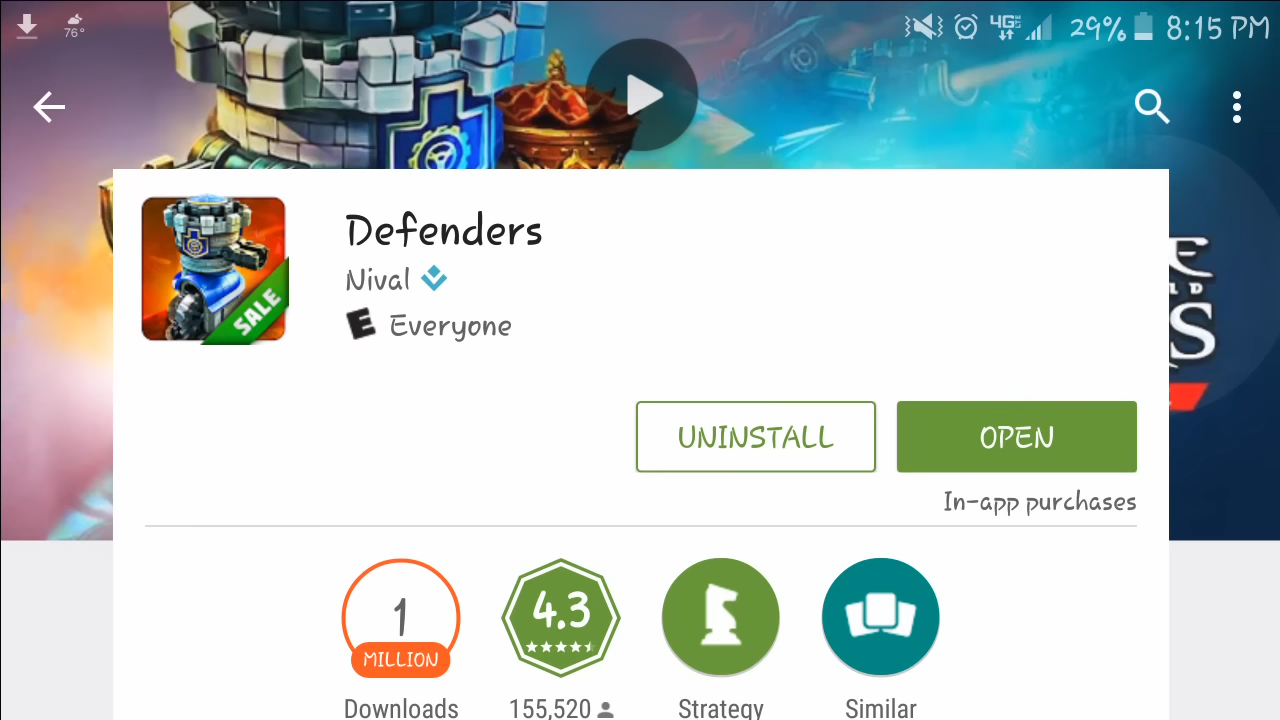 76°
4G LTE 29% 8:15 PM
Defenders
Nival
E Everyone
SALE
UNINSTALL
OPEN
In-app purchases
1
MILLION
4.3
Downloads
155,520
Strategy
Similar